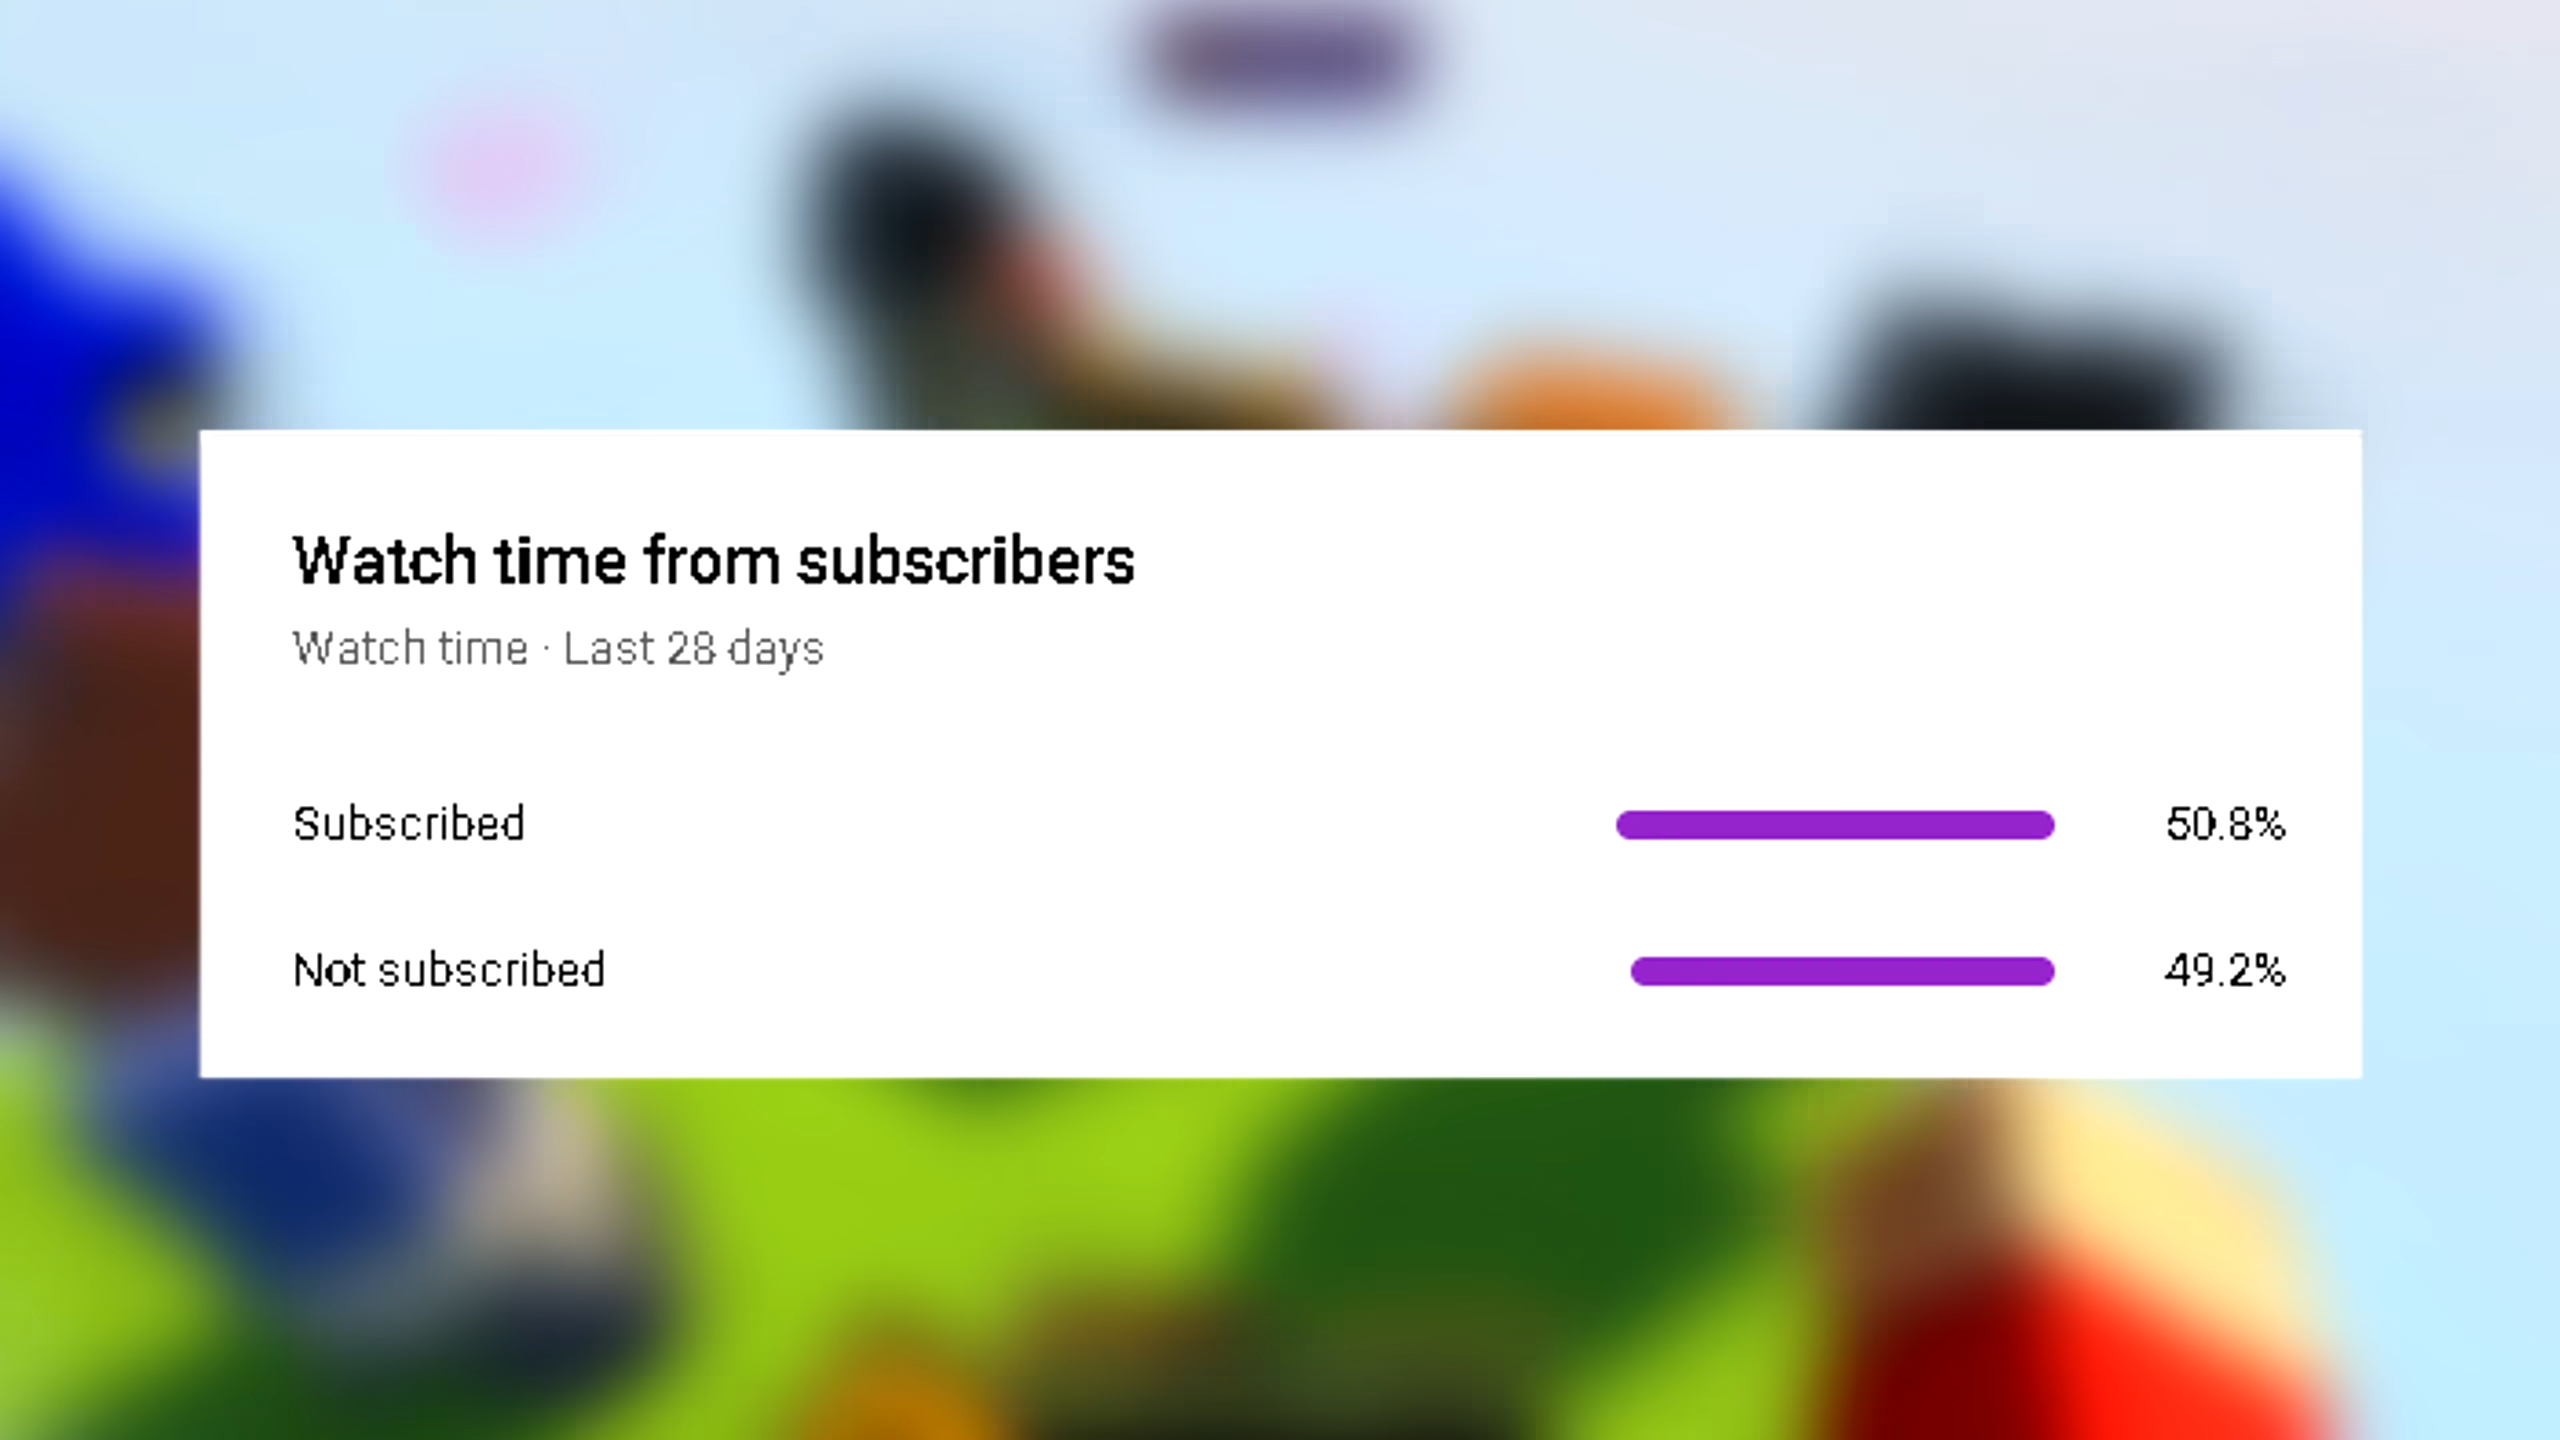 Watch time from subscribers
Watch time · Last 28 days
Subscribed 50.8%
Not subscribed 49.2%